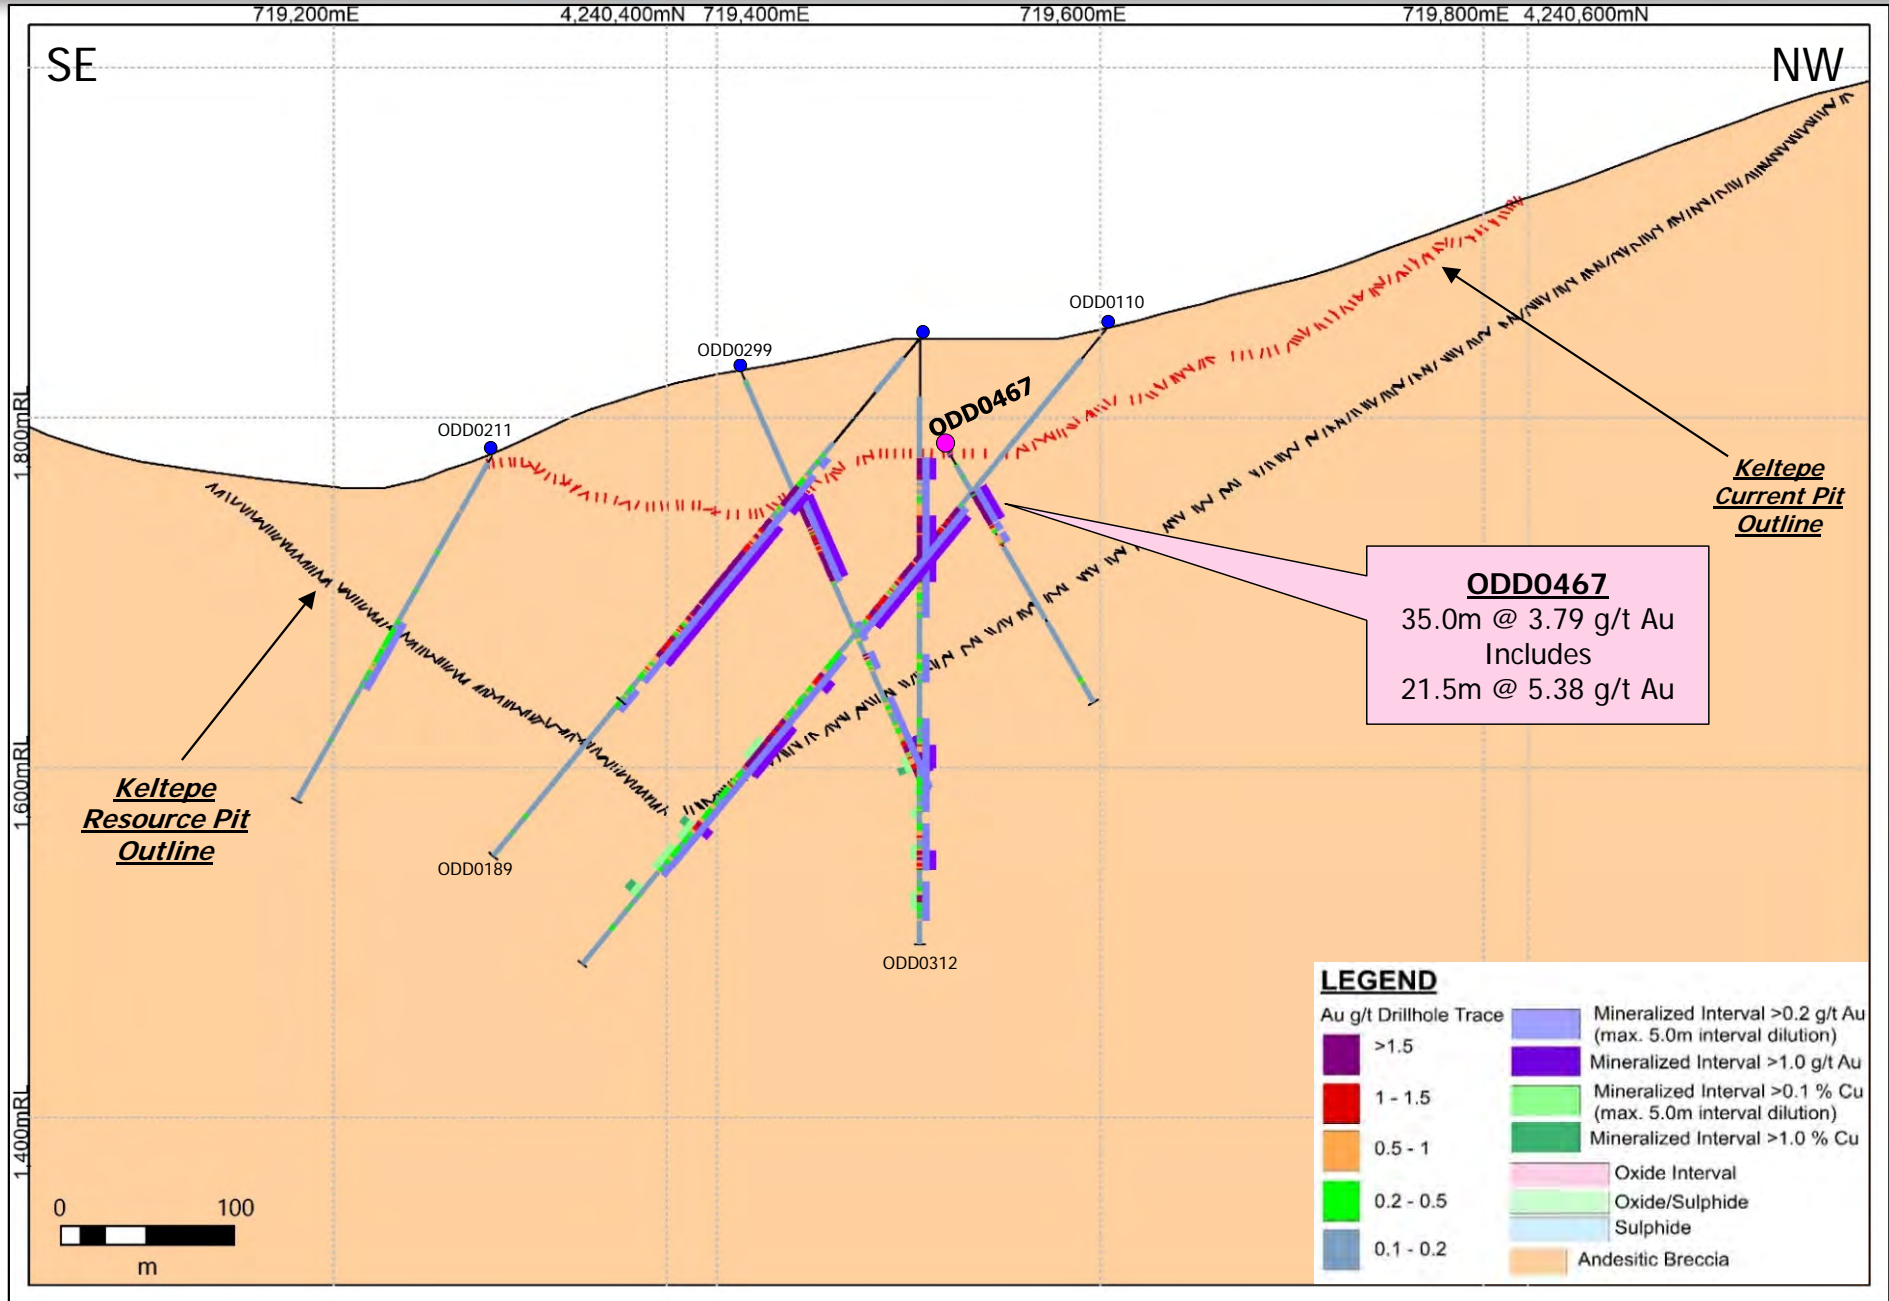 719,200mE 4,240,400mN 719,400mE 719,600mE 719,800mE 4,240,600mN
SE
NW
ODD0110
ODD0299
ODD0467
ODD0211
1,800mRL
Keltepe
Current Pit
Outline
ODD0467
35.0m @ 3.79 g/t Au
Includes
21.5m @ 5.38 g/t Au
1,600mRL
Keltepe
Resource Pit
Outline
ODD0189
ODD0312
1,400mRL
LEGEND
Au g/t Drillhole Trace
>1.5
1 - 1.5
0.5 - 1
0.2 - 0.5
0.1 - 0.2
Mineralized Interval >0.2 g/t Au
(max. 5.0m interval dilution)
Mineralized Interval >1.0 g/t Au
Mineralized Interval >0.1 % Cu
(max. 5.0m interval dilution)
Mineralized Interval >1.0 % Cu
Oxide Interval
Oxide/Sulphide
Sulphide
Andesitic Breccia
0 100
m